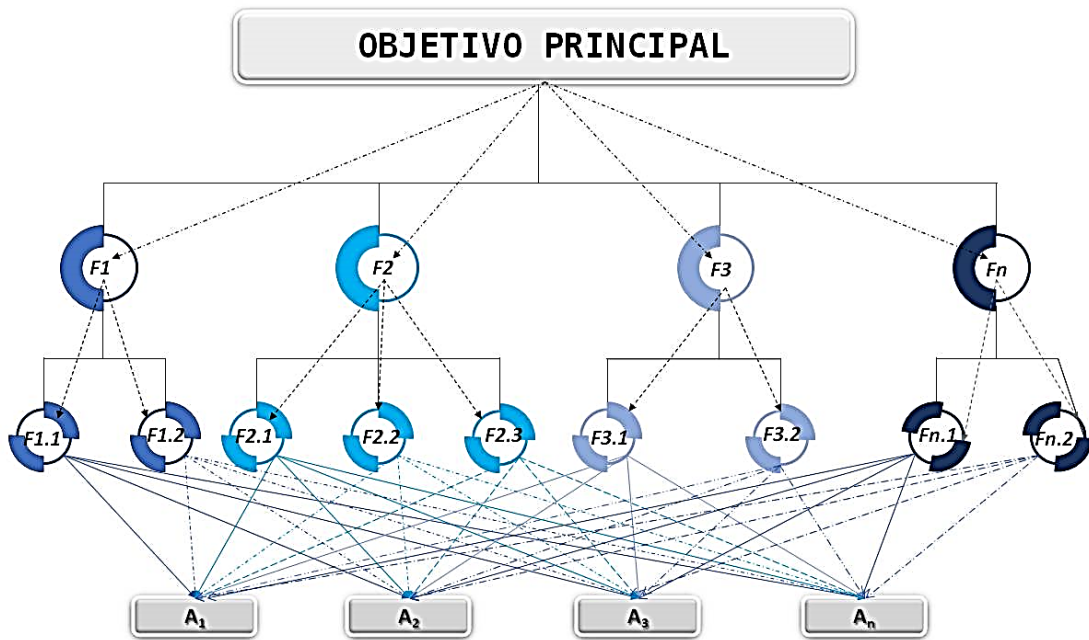 OBJETIVO PRINCIPAL
F1 F2 F3 Fn
F1.1 F1.2 F2.1 F2.2 F2.3 F3.1 F3.2 Fn.1 Fn.2
A₁ A₂ A₃ Aₙ